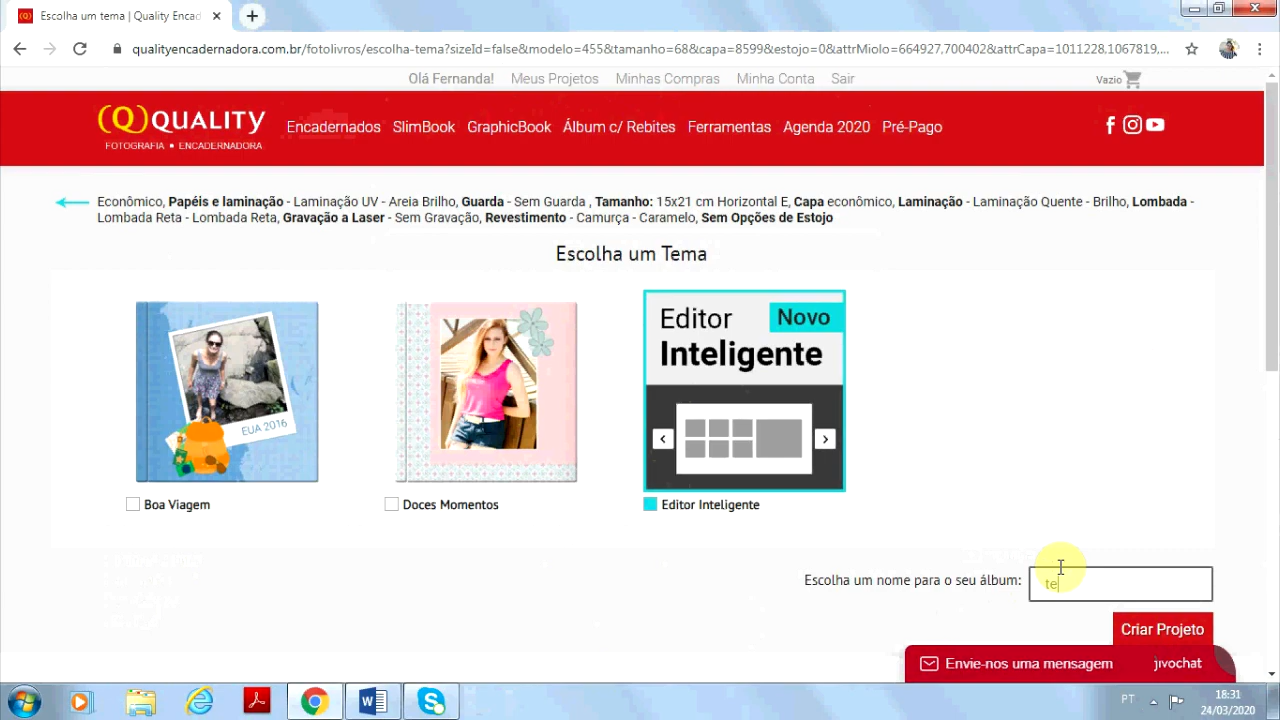 Escolha um tema | Quality Encad
qualityencadernadora.com.br/fotolivros/escolha-tema?sizeId=false&modelo=455&tamanho=68&capa=8599&estojo=0&attrMiolo=664927,700402&attrCapa=1011228,1067819,...
Olá Fernanda! Meus Projetos Minhas Compras Minha Conta Sair Vazio
(Q) QUALITY
FOTOGRAFIA • ENCADERNADORA
Encadernados SlimBook GraphicBook Álbum c/ Rebites Ferramentas Agenda 2020 Pré-Pago
Econômico, Papéis e laminação - Laminação UV - Areia Brilho, Guarda - Sem Guarda , Tamanho: 15x21 cm Horizontal E, Capa econômico, Laminação - Laminação Quente - Brilho, Lombada -
Lombada Reta - Lombada Reta, Gravação a Laser - Sem Gravação, Revestimento - Camurça - Caramelo, Sem Opções de Estojo
Escolha um Tema
EUA 2016
Editor
Novo
Inteligente
Boa Viagem
Doces Momentos
Editor Inteligente
Escolha um nome para o seu álbum:
te
Criar Projeto
Envie-nos uma mensagem
jivochat
PT
18:31
24/03/2020